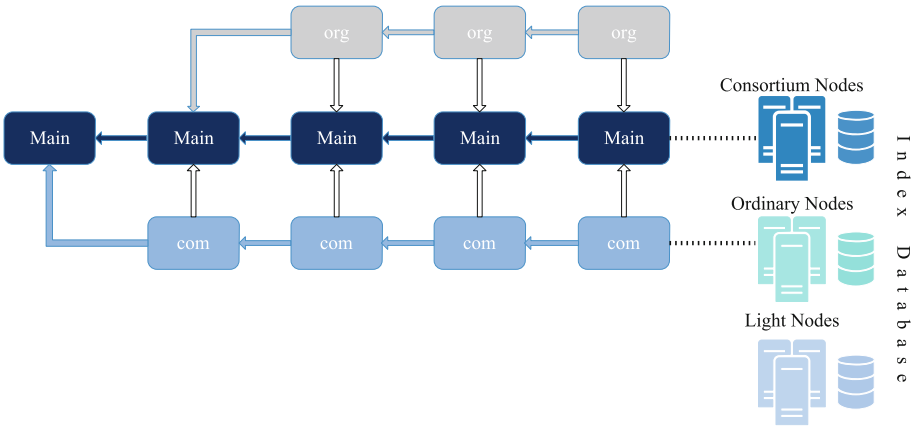 org org org
Consortium Nodes
Main Main Main Main Main
Ordinary Nodes
com com com com
Light Nodes
Index Database